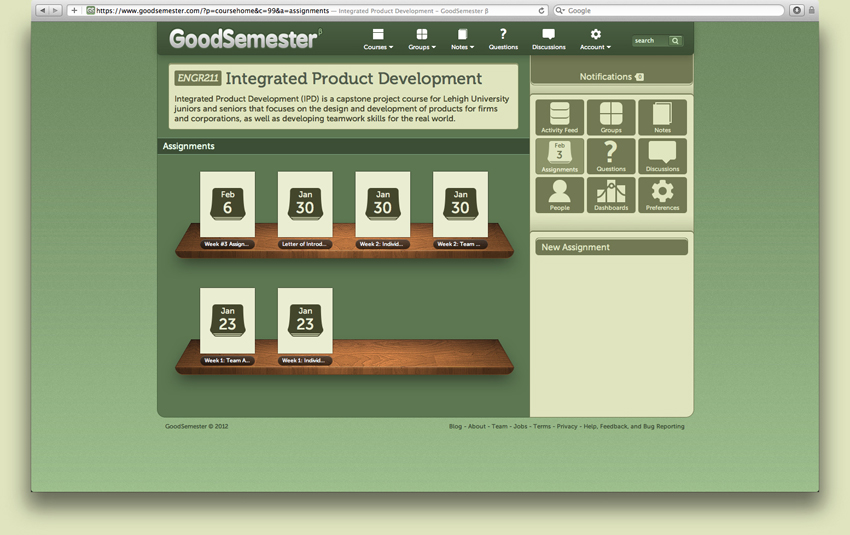 https://www.goodsemester.com/?p=coursehome&c=99&a=assignments — Integrated Product Development – GoodSemester β
Google
GoodSemester β
Courses
Groups
Notes
Questions
Discussions
Account
search
ENGR211 Integrated Product Development
Integrated Product Development (IPD) is a capstone project course for Lehigh University
juniors and seniors that focuses on the design and development of products for firms
and corporations, as well as developing teamwork skills for the real world.
Assignments
Feb
6
Jan
30
Jan
30
Jan
30
Week #3 Assign...
Letter of Introd...
Week 2: Individ...
Week 2: Team ...
Jan
23
Jan
23
Week 1: Team A...
Week 1: Individ...
Notifications 0
Activity Feed
Groups
Notes
Feb
3
Assignments
Questions
Discussions
People
Dashboards
Preferences
New Assignment
GoodSemester © 2012
Blog - About - Team - Jobs - Terms - Privacy - Help, Feedback, and Bug Reporting